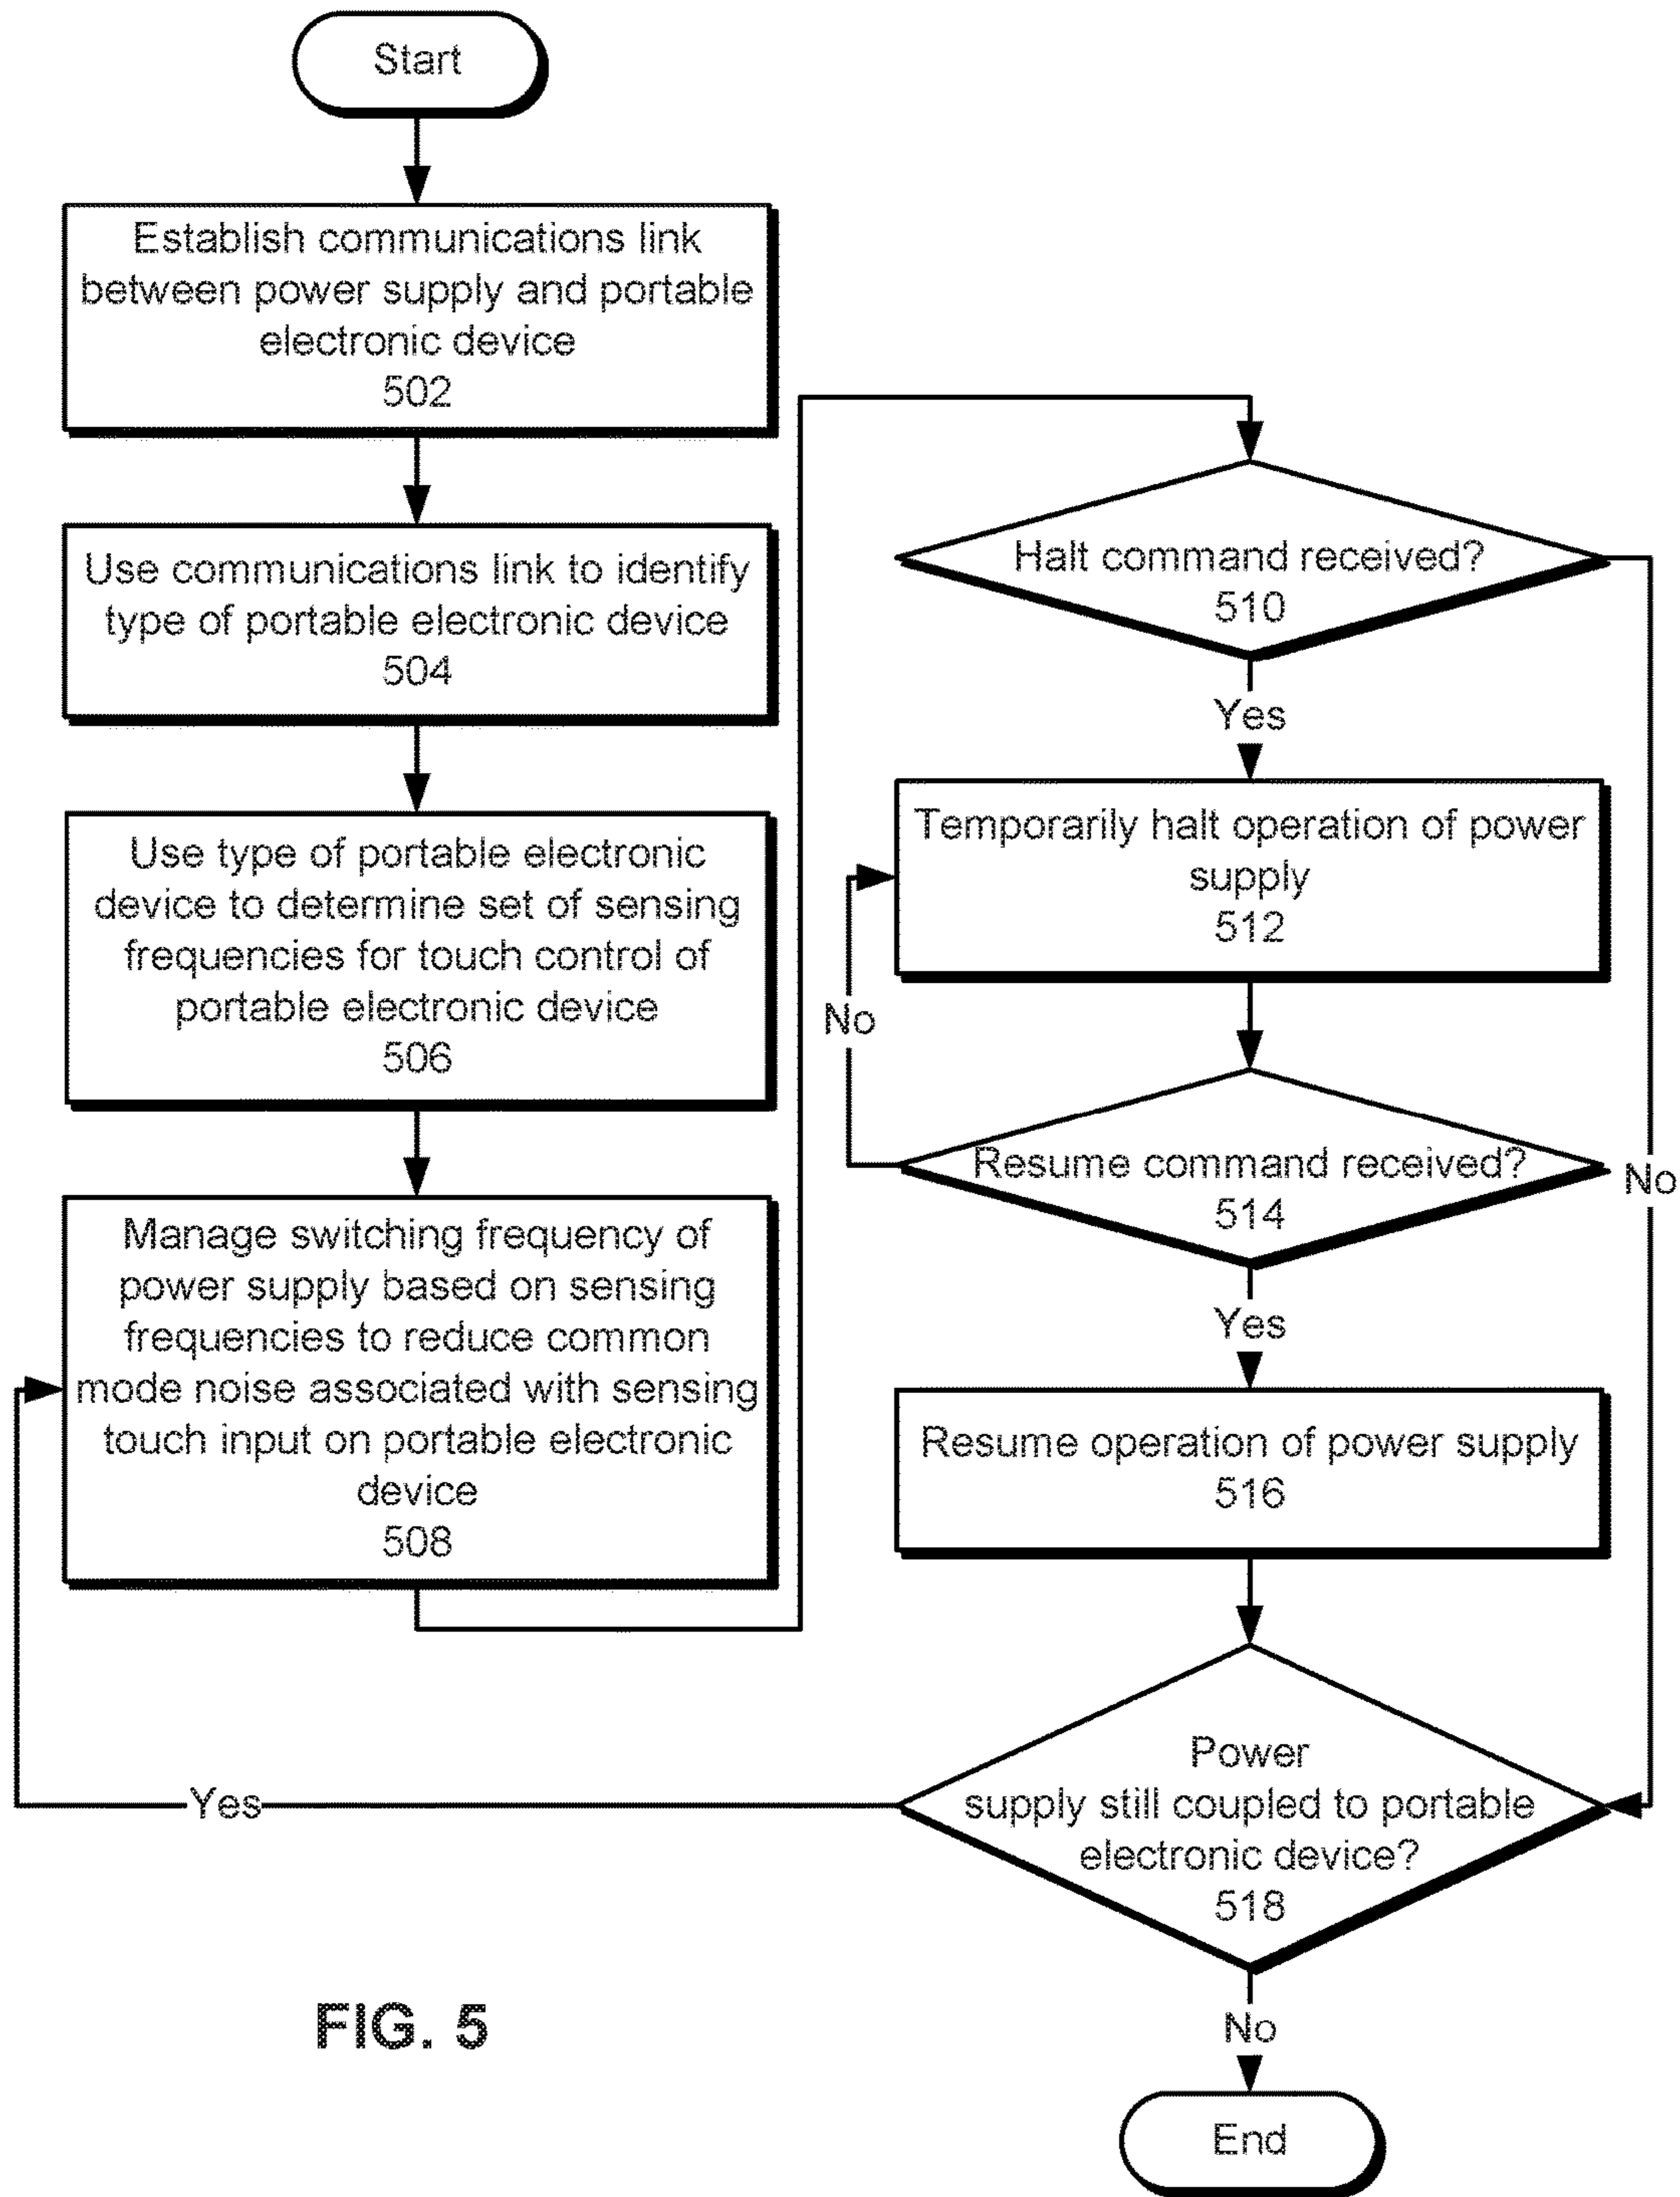 Start
Establish communications link
between power supply and portable
electronic device
502
Use communications link to identify
type of portable electronic device
504
Use type of portable electronic
device to determine set of sensing
frequencies for touch control of
portable electronic device
506
Manage switching frequency of
power supply based on sensing
frequencies to reduce common
mode noise associated with sensing
touch input on portable electronic
device
508
Halt command received?
510
Yes
No
Temporarily halt operation of power
supply
512
No
Resume command received?
514
Yes
Resume operation of power supply
516
Power
supply still coupled to portable
electronic device?
518
Yes
No
End
FIG. 5